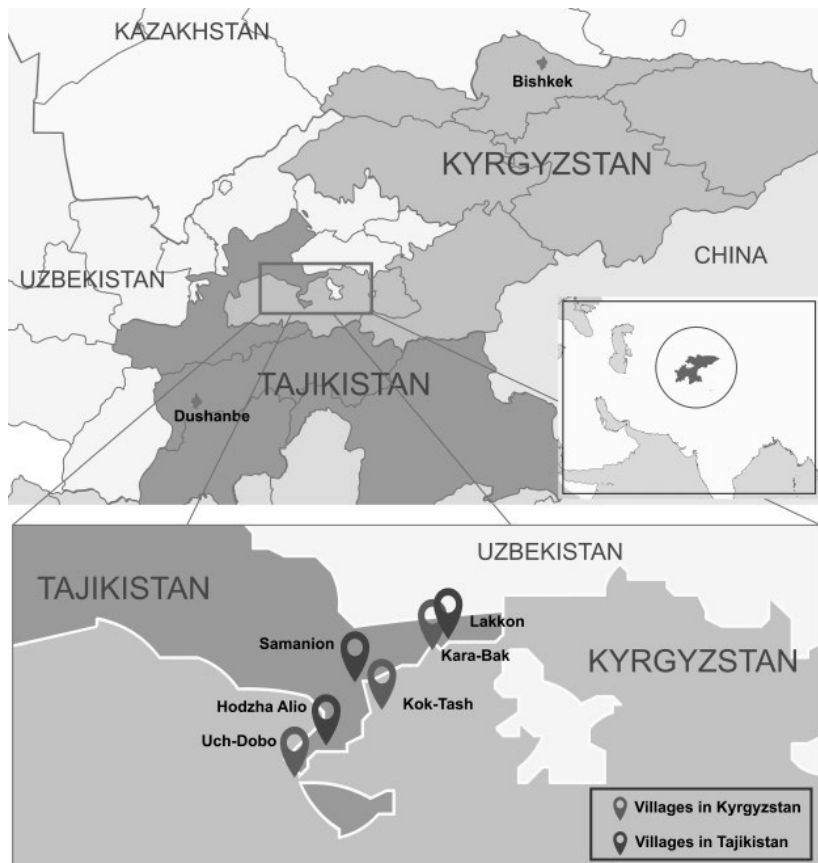 KAZAKHSTAN
Bishkek
KYRGYZSTAN
CHINA
UZBEKISTAN
TAJIKISTAN
Dushanbe
UZBEKISTAN
TAJIKISTAN
Lakkon
Samanion
Kara-Bak
KYRGYZSTAN
Kok-Tash
Hodzha Alio
Uch-Dobo
Villages in Kyrgyzstan
Villages in Tajikistan